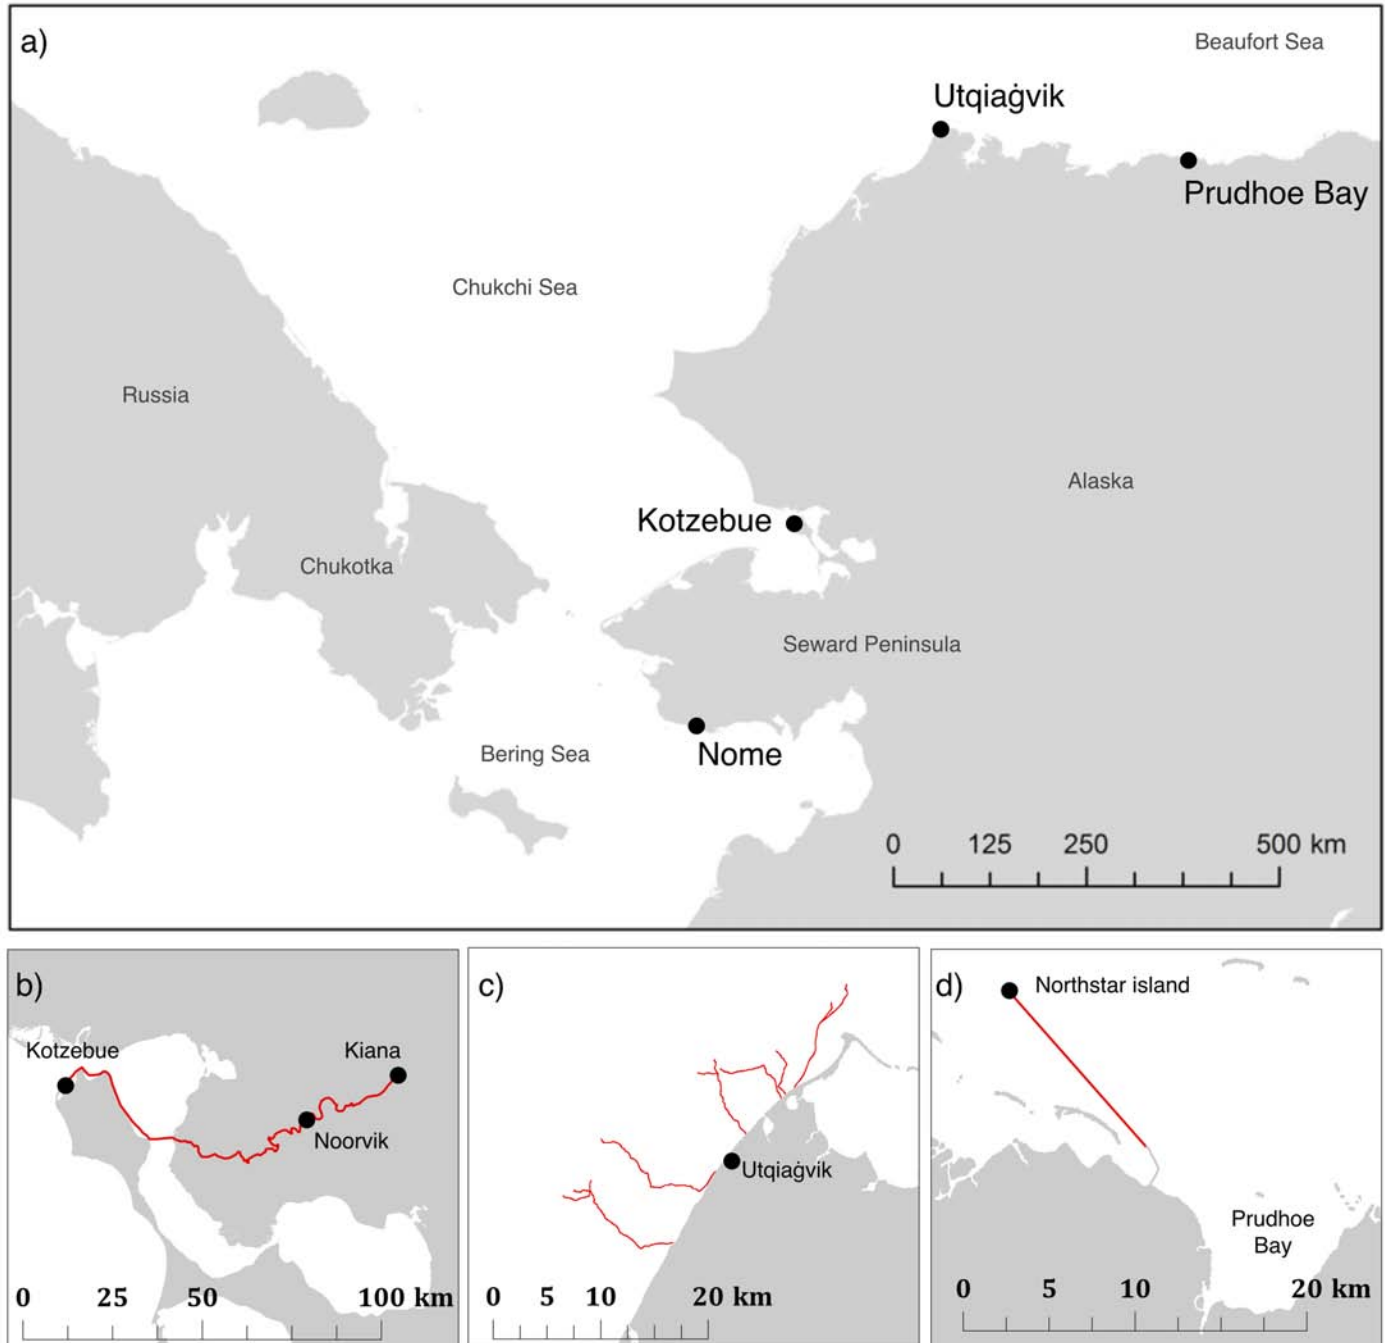 a)
Beaufort Sea
Utqiaġvik
Prudhoe Bay
Chukchi Sea
Russia
Alaska
Kotzebue
Chukotka
Seward Peninsula
Bering Sea
Nome
0 125 250 500 km
b)
Kotzebue
Kiana
Noorvik
0 25 50 100 km
c)
Utqiaġvik
0 5 10 20 km
d)
Northstar island
Prudhoe
Bay
0 5 10 20 km